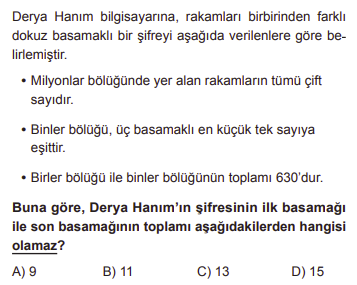 Derya Hanım bilgisayarına, rakamları birbirinden farklı
dokuz basamaklı bir şifreyi aşağıda verilenlere göre be-
lirlemiştir.
• Milyonlar bölüğünde yer alan rakamların tümü çift
sayıdır.
• Binler bölüğü, üç basamaklı en küçük tek sayıya
eşittir.
• Birler bölüğü ile binler bölüğünün toplamı 630'dur.
Buna göre, Derya Hanım'ın şifresinin ilk basamağı
ile son basamağının toplamı aşağıdakilerden hangisi
olamaz?
A) 9 B) 11 C) 13 D) 15